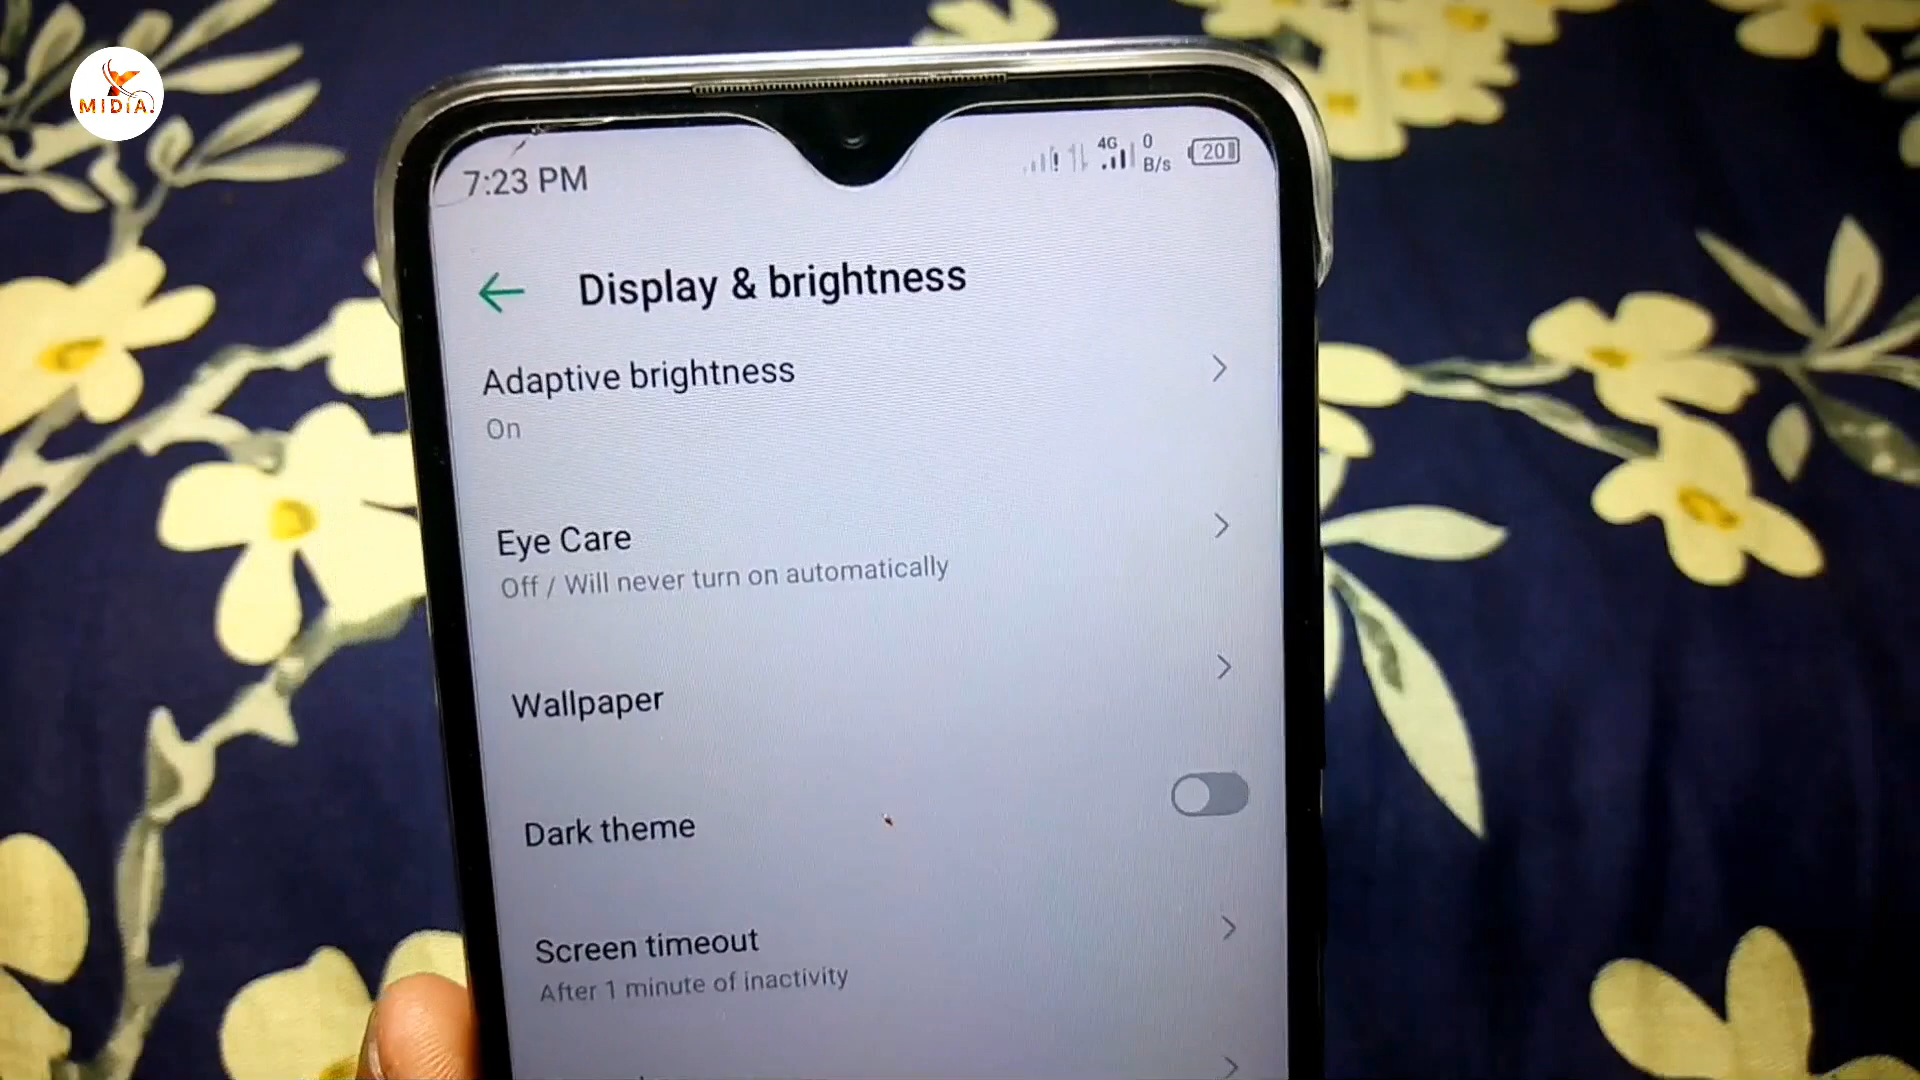 MIDIA.
7:23 PM
4G 0 B/s 20
Display & brightness
Adaptive brightness
On
Eye Care
Off / Will never turn on automatically
Wallpaper
Dark theme
Screen timeout
After 1 minute of inactivity